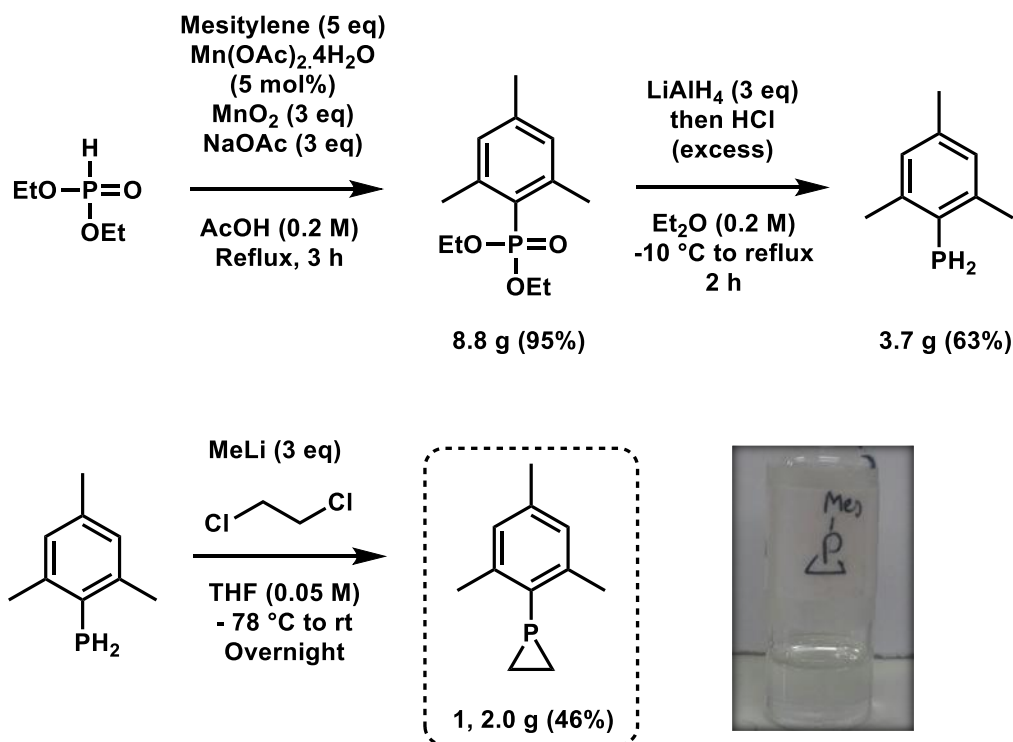 Mesitylene (5 eq)
Mn(OAc)2.4H2O
(5 mol%)
MnO2 (3 eq)
NaOAc (3 eq)
AcOH (0.2 M)
Reflux, 3 h
H
EtO P O
OEt
EtO P O
OEt
8.8 g (95%)
LiAlH4 (3 eq)
then HCl
(excess)
Et2O (0.2 M)
-10 °C to reflux
2 h
PH2
3.7 g (63%)
PH2
MeLi (3 eq)
Cl
Cl
THF (0.05 M)
- 78 °C to rt
Overnight
P
1, 2.0 g (46%)
Mes
P